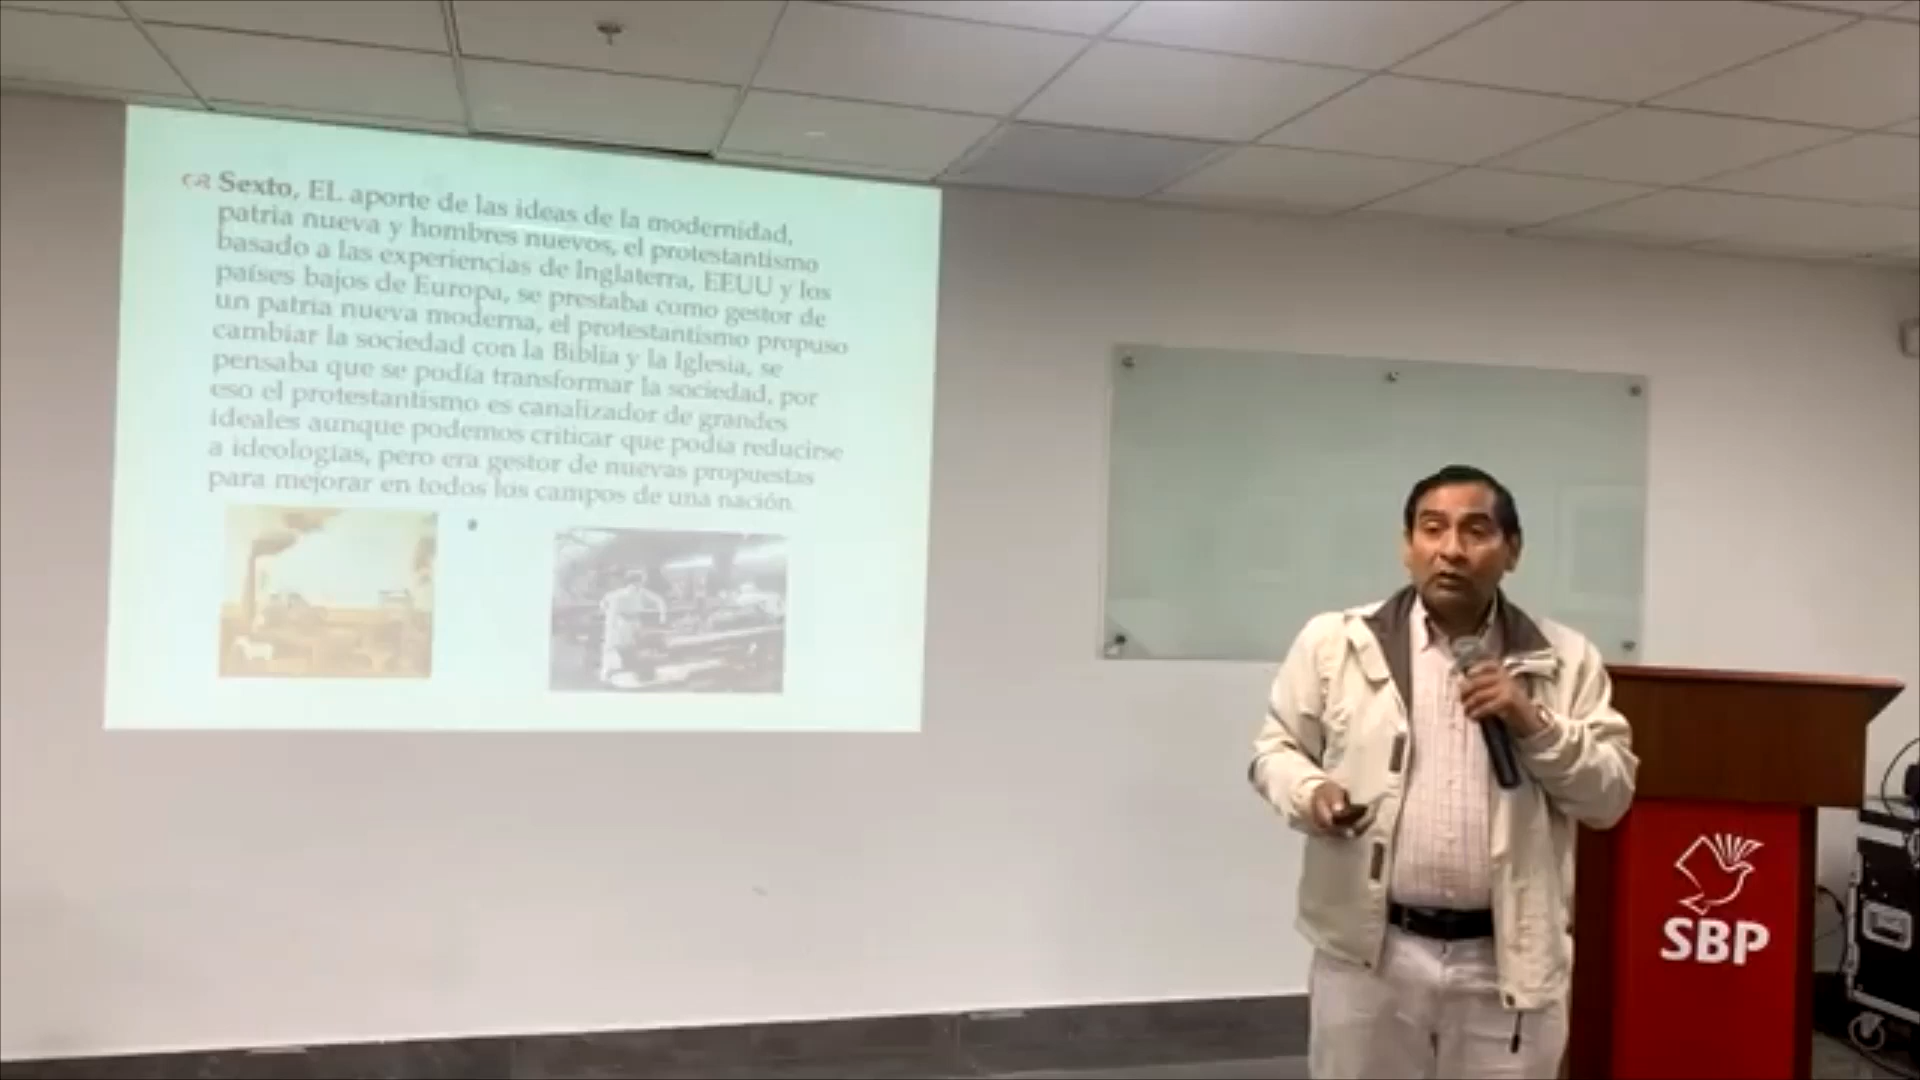 Sexto, EL aporte de las ideas de la modernidad,
patria nueva y hombres nuevos, el protestantismo
basado a las experiencias de Inglaterra, EEUU y los
países bajos de Europa, se prestaba como gestor de
un patria nueva moderna, el protestantismo propuso
cambiar la sociedad con la Biblia y la Iglesia, se
pensaba que se podía transformar la sociedad, por
eso el protestantismo es canalizador de grandes
ideales aunque podemos criticar que podía reducirse
a ideologías, pero era gestor de nuevas propuestas
para mejorar en todos los campos de una nación.
SBP